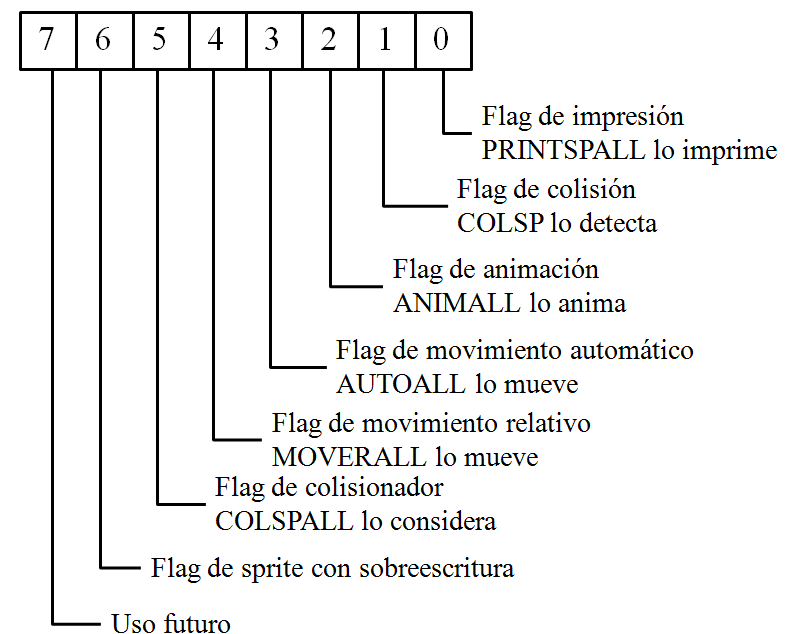 7 6 5 4 3 2 1 0
Flag de impresión
PRINTSPALL lo imprime
Flag de colisión
COLSP lo detecta
Flag de animación
ANIMALL lo anima
Flag de movimiento automático
AUTOALL lo mueve
Flag de movimiento relativo
MOVERALL lo mueve
Flag de colisionador
COLSPALL lo considera
Flag de sprite con sobreescritura
Uso futuro